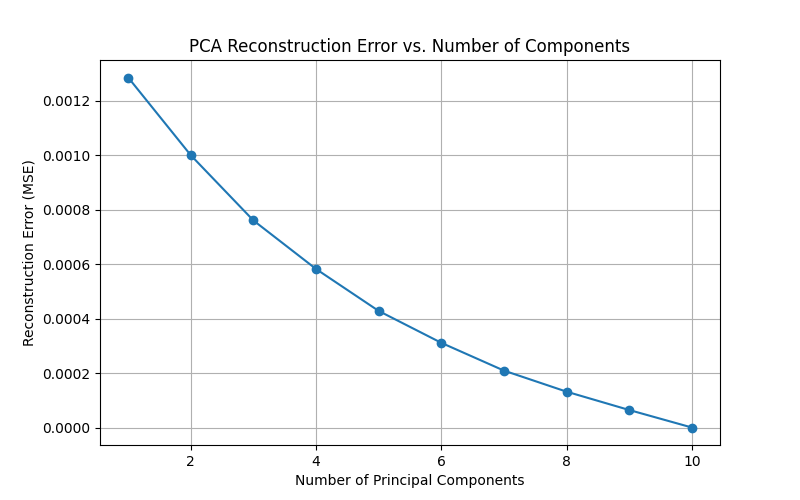 PCA Reconstruction Error vs. Number of Components
Reconstruction Error (MSE)
0.0012
0.0010
0.0008
0.0006
0.0004
0.0002
0.0000
2 4 6 8 10
Number of Principal Components